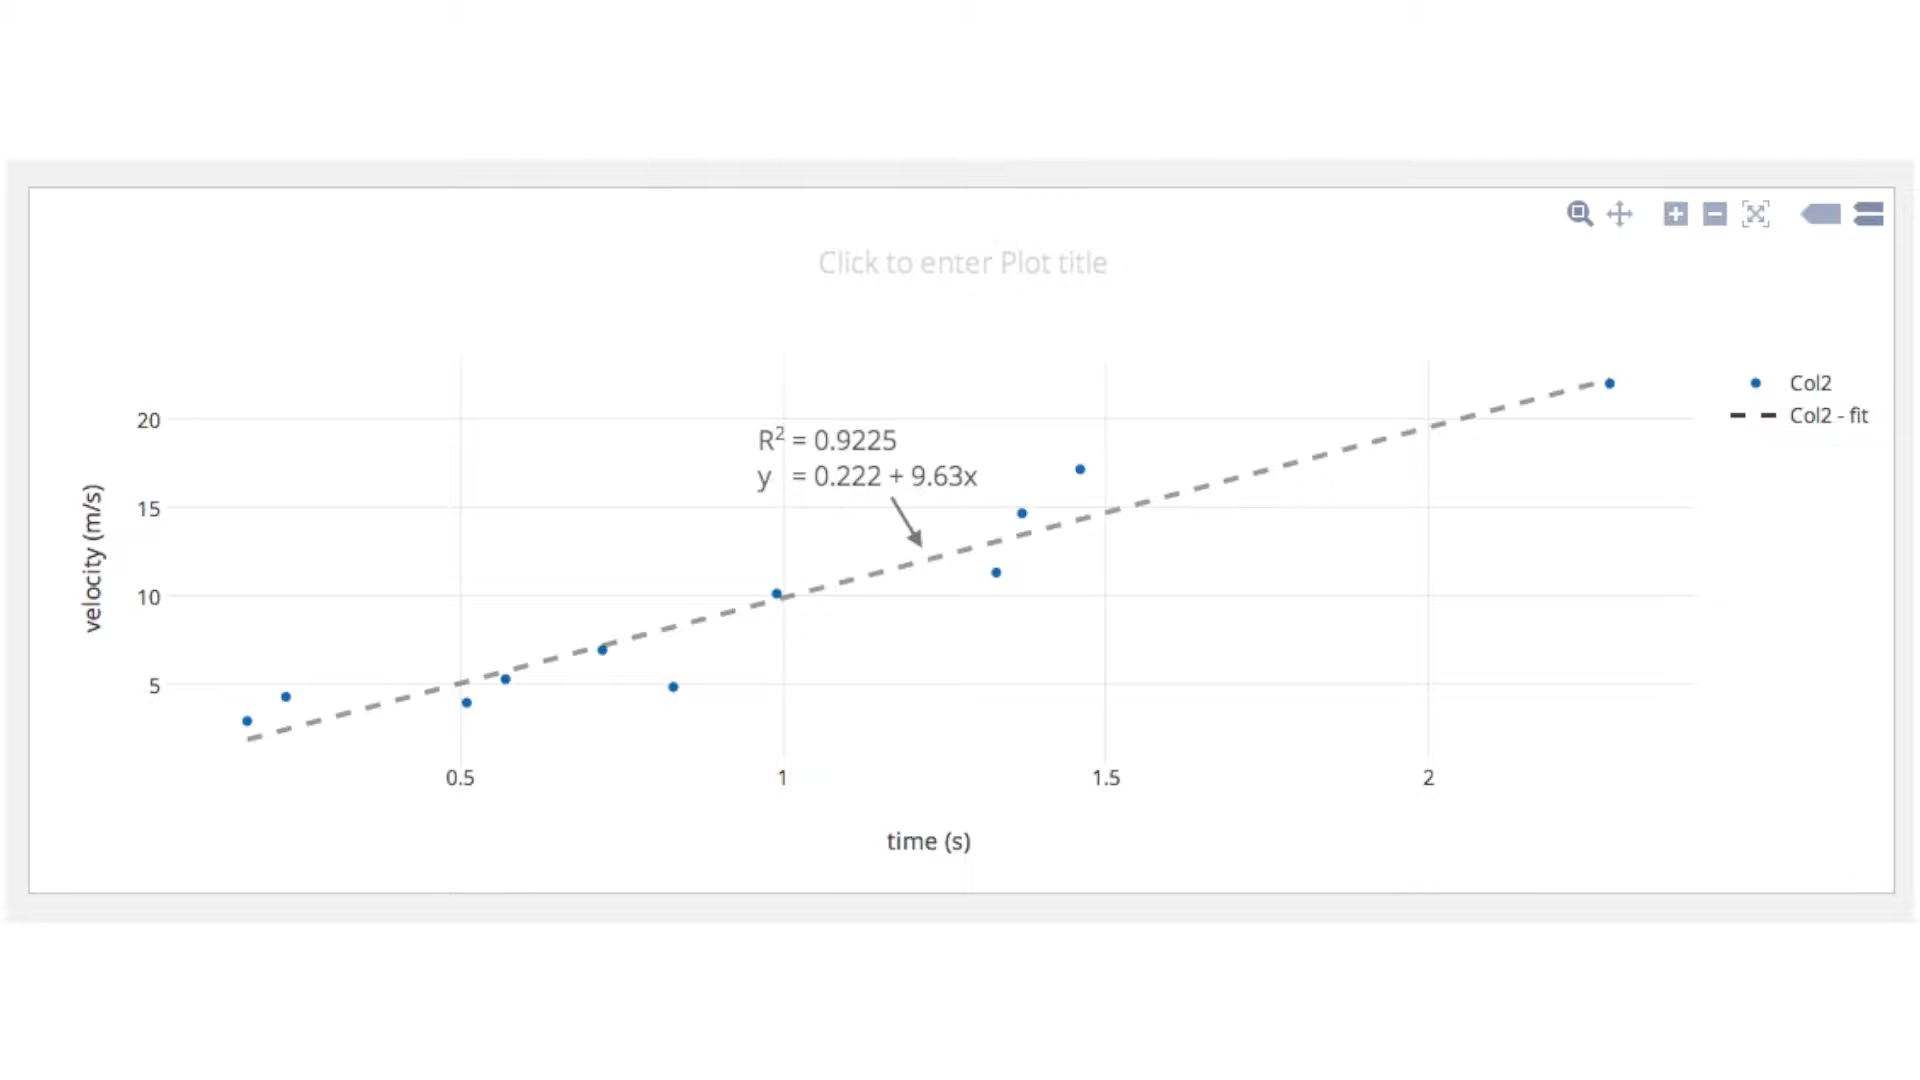 Click to enter Plot title
Col2
Col2 - fit
R² = 0.9225
y = 0.222 + 9.63x
20
15
10
5
velocity (m/s)
0.5
1
1.5
2
time (s)